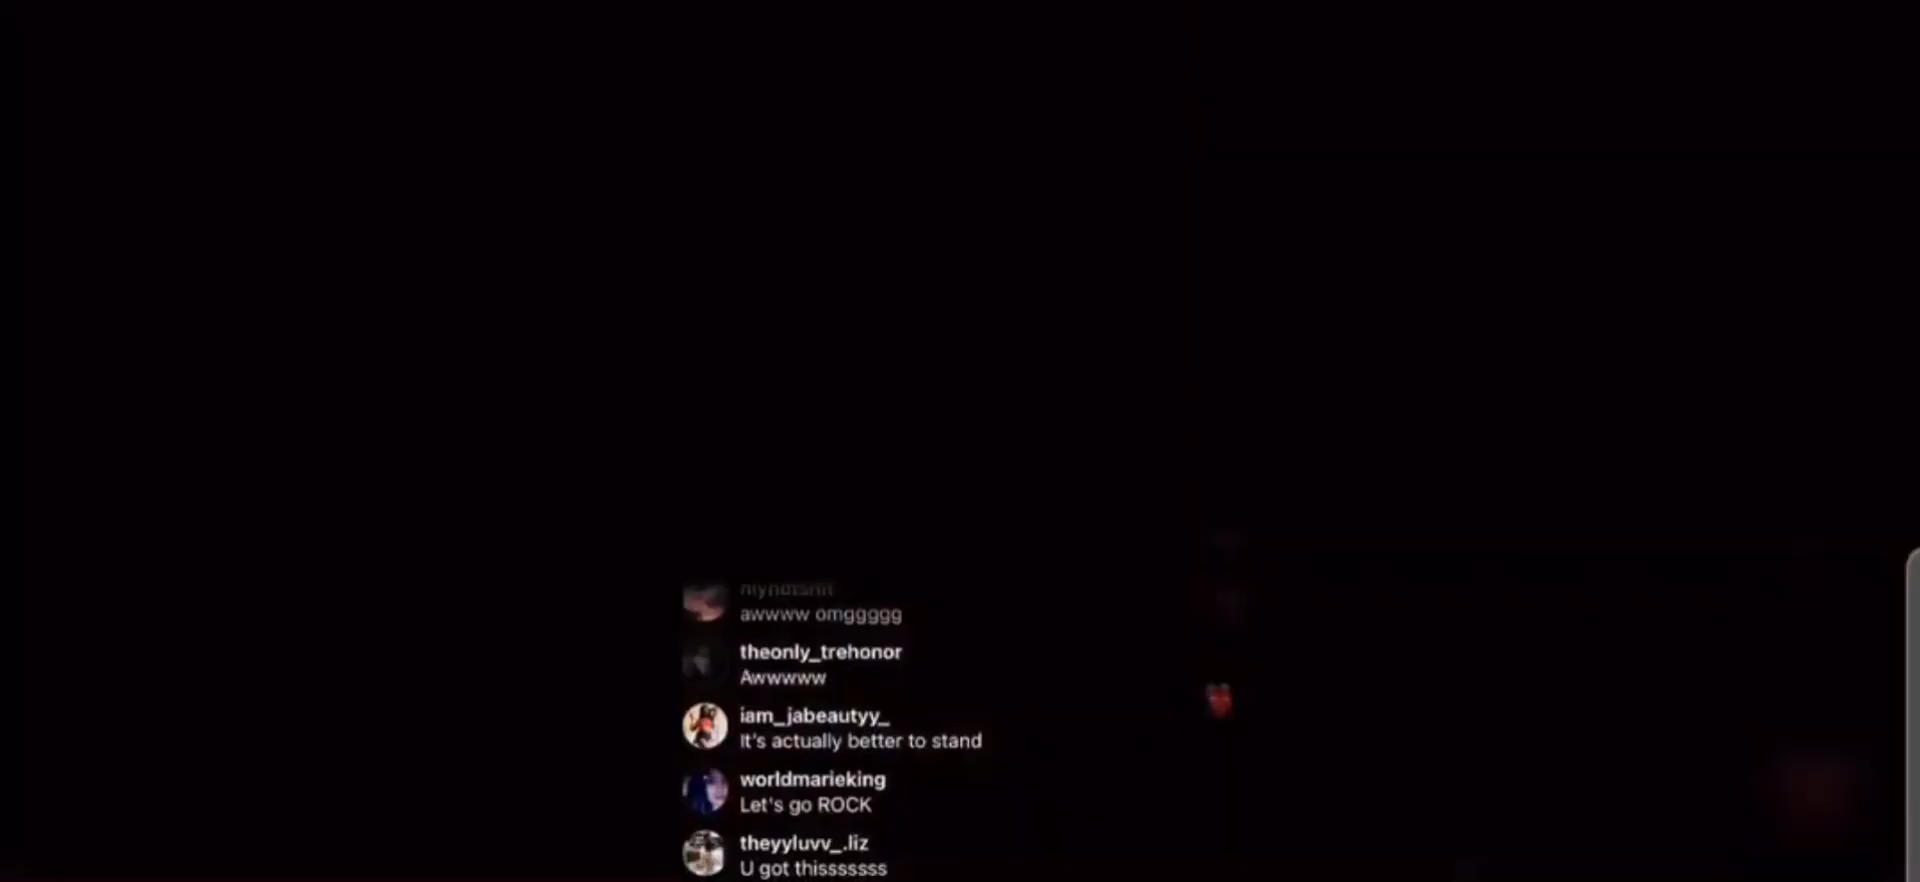 awwww omggggg
theonly_trehonor
Awwwww
iam_jabeautyy_
It's actually better to stand
worldmarieking
Let's go ROCK
theyyluvv_.liz
U got thisssssss